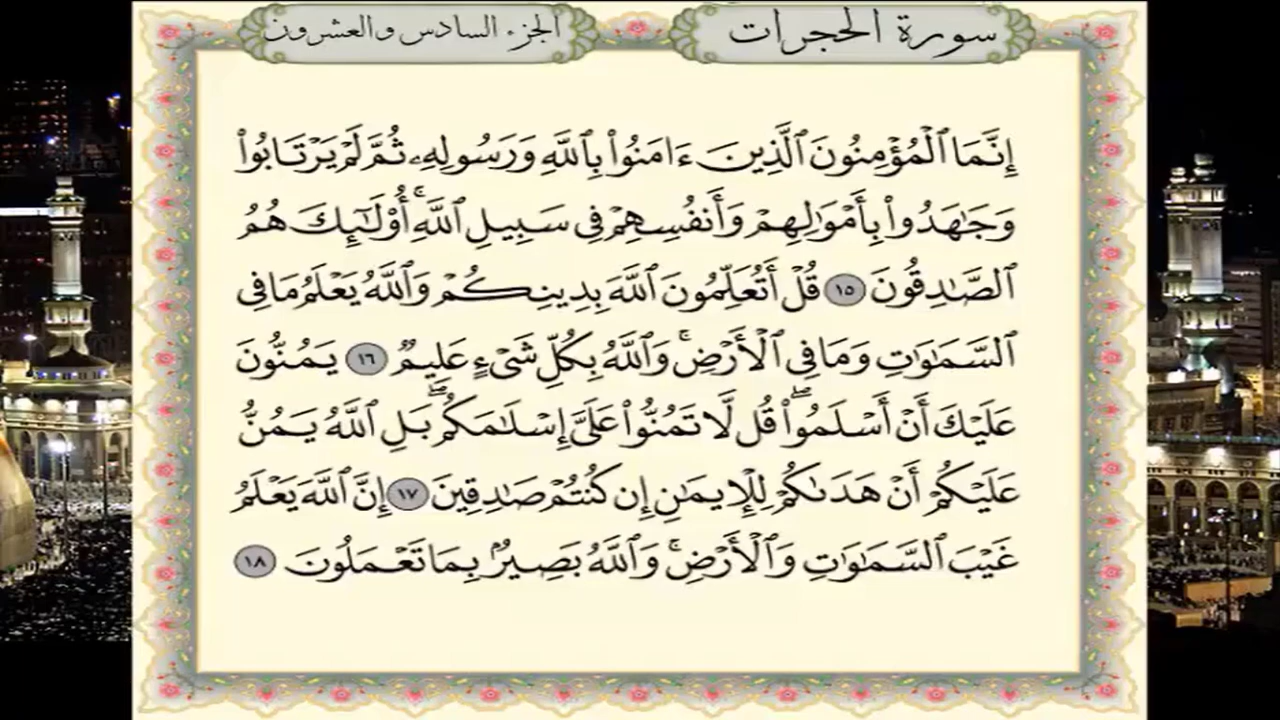 سورة الحجرات
الجزء السادس والعشرون
إِنَّمَا ٱلْمُؤْمِنُونَ ٱلَّذِينَ ءَامَنُوا۟ بِٱللَّهِ وَرَسُولِهِۦ ثُمَّ لَمْ يَرْتَابُوا۟
وَجَـٰهَدُوا۟ بِأَمْوَٰلِهِمْ وَأَنفُسِهِمْ فِى سَبِيلِ ٱللَّهِ ۚ أُو۟لَـٰٓئِكَ هُمُ
ٱلصَّـٰدِقُونَ ١٥ قُلْ أَتُعَلِّمُونَ ٱللَّهَ بِدِينِكُمْ وَٱللَّهُ يَعْلَمُ مَا فِى
ٱلسَّمَـٰوَٰتِ وَمَا فِى ٱلْأَرْضِ ۚ وَٱللَّهُ بِكُلِّ شَىْءٍ عَلِيمٌ ١٦ يَمُنُّونَ
عَلَيْكَ أَنْ أَسْلَمُوا۟ ۖ قُل لَّا تَمُنُّوا۟ عَلَىَّ إِسْلَـٰمَكُم ۖ بَلِ ٱللَّهُ يَمُنُّ
عَلَيْكُمْ أَنْ هَدَىٰكُمْ لِلْإِيمَـٰنِ إِن كُنتُمْ صَـٰدِقِينَ ١٧ إِنَّ ٱللَّهَ يَعْلَمُ
غَيْبَ ٱلسَّمَـٰوَٰتِ وَٱلْأَرْضِ ۚ وَٱللَّهُ بَصِيرٌۢ بِمَا تَعْمَلُونَ ١٨